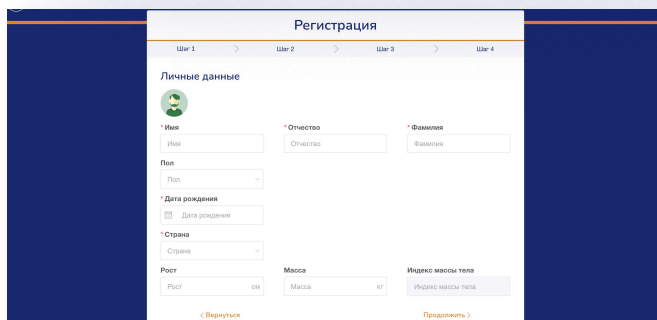 Регистрация
Шаг 1 > Шаг 2 > Шаг 3 > Шаг 4
Личные данные
* Имя * Отчество * Фамилия
Имя Отчество Фамилия
Пол
Пол
* Дата рождения
Дата рождения
* Страна
Страна
Рост Масса Индекс массы тела
Рост см Масса кг Индекс массы тела
< Вернуться Продолжить >